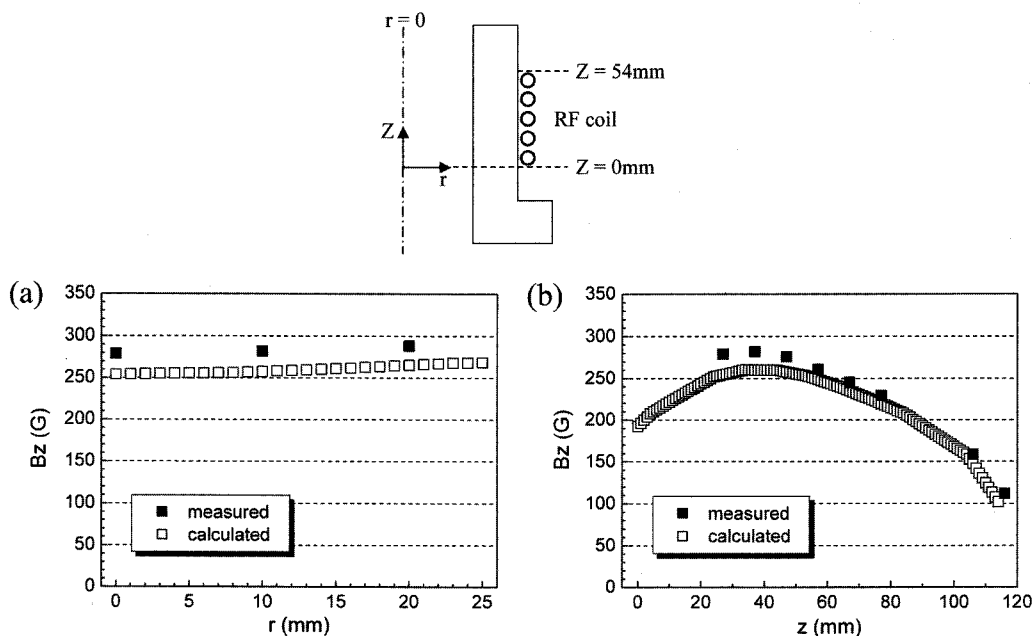 r = 0
Z = 54mm
Z
RF coil
r
Z = 0mm
(a)
350
300
250
200
150
100
50
0
Bz (G)
measured
calculated
0 5 10 15 20 25
r (mm)
(b)
350
300
250
200
150
100
50
0
Bz (G)
measured
calculated
0 20 40 60 80 100 120
z (mm)